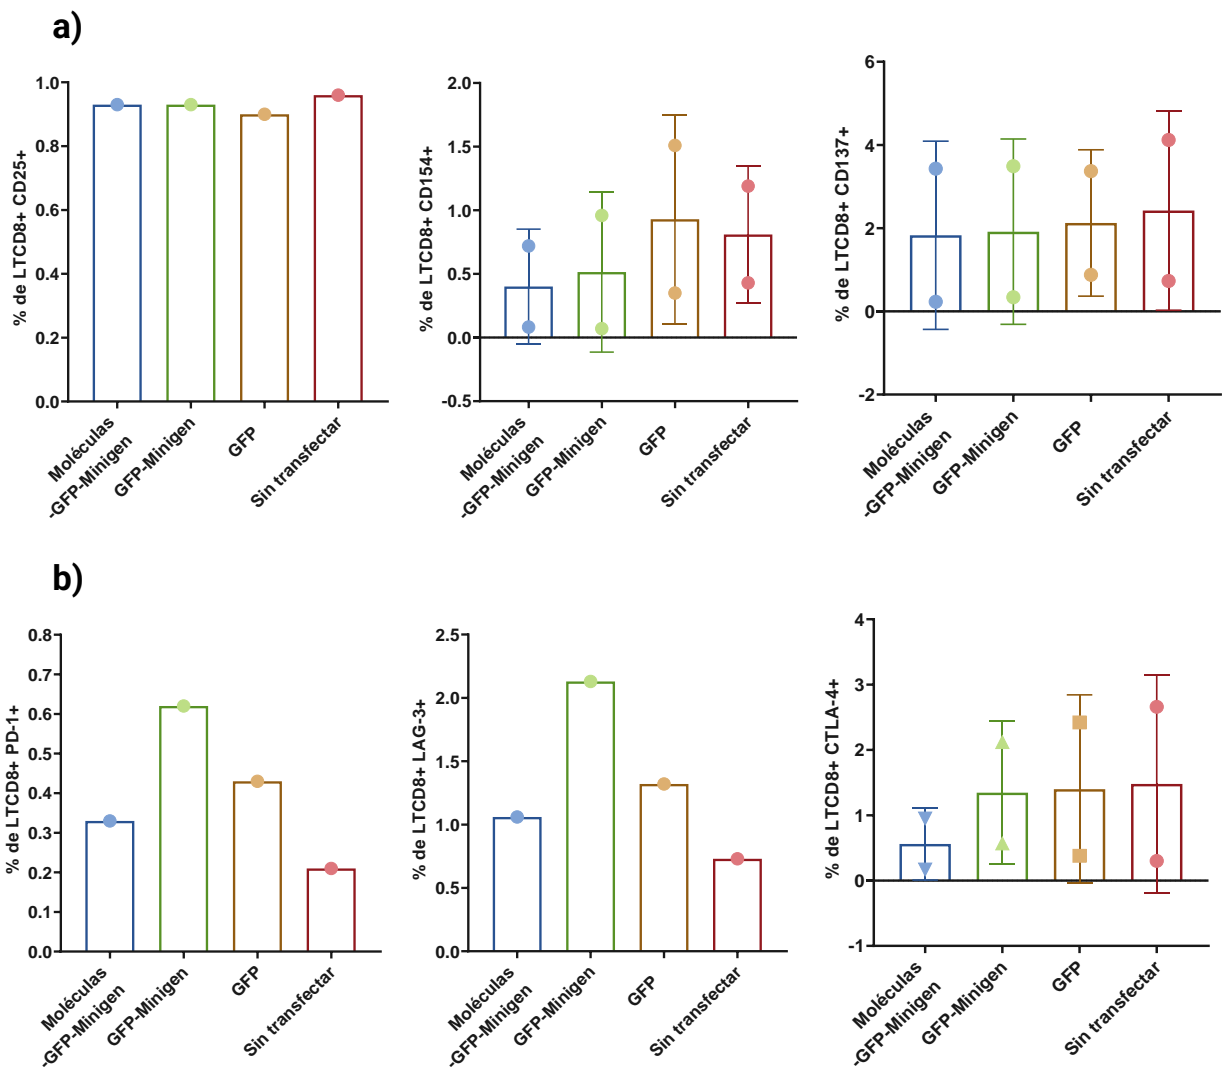 a)
% de LTCD8+ CD25+
1.0
0.8
0.6
0.4
0.2
0.0
Moléculas
-GFP-Minigen
GFP-Minigen
GFP
Sin transfectar
% de LTCD8+ CD154+
2.0
1.5
1.0
0.5
0.0
-0.5
Moléculas
-GFP-Minigen
GFP-Minigen
GFP
Sin transfectar
% de LTCD8+ CD137+
6
4
2
0
-2
Moléculas
-GFP-Minigen
GFP-Minigen
GFP
Sin transfectar
b)
% de LTCD8+ PD-1+
0.8
0.7
0.6
0.5
0.4
0.3
0.2
0.1
0.0
Moléculas
-GFP-Minigen
GFP-Minigen
GFP
Sin transfectar
% de LTCD8+ LAG-3+
2.5
2.0
1.5
1.0
0.5
0.0
Moléculas
-GFP-Minigen
GFP-Minigen
GFP
Sin transfectar
% de LTCD8+ CTLA-4+
4
3
2
1
0
-1
Moléculas
-GFP-Minigen
GFP-Minigen
GFP
Sin transfectar